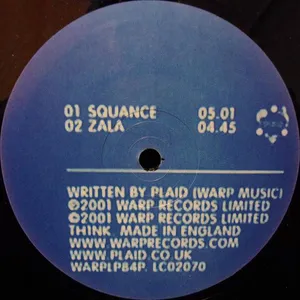 01 SQUANCE 05.01
02 ZALA 04.45
WRITTEN BY PLAID (WARP MUSIC)
℗2001 WARP RECORDS LIMITED
©2001 WARP RECORDS LIMITED
THINK. MADE IN ENGLAND
WWW.WARPRECORDS.COM
WWW.PLAID.CO.UK
WARPLP84P. LC02070